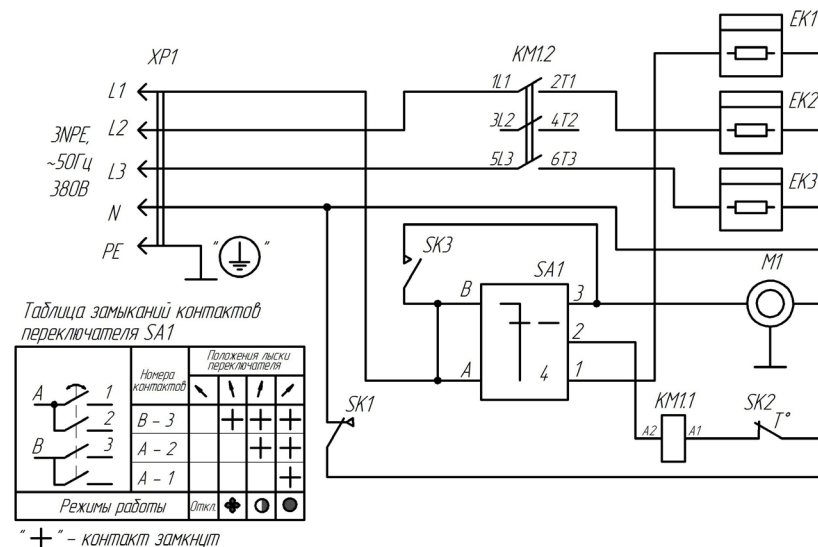 XP1
KM1.2
EK1
L1
1L1
2T1
L2
3L2
4T2
EK2
3NPE,
~50Гц
380В
L3
5L3
6T3
EK3
N
PE
" "
SK3
SA1
M1
B
3
2
A
4
1
KM1.1
SK2
A2
A1
T°
SK1
Таблица замыканий контактов
переключателя SA1
Номера
контактов
Положения лыски
переключателя
A
1
2
B
3
B - 3
+ + +
A - 2
+ +
A - 1
+
Режимы работы
Откл.
" + " - контакт замкнут